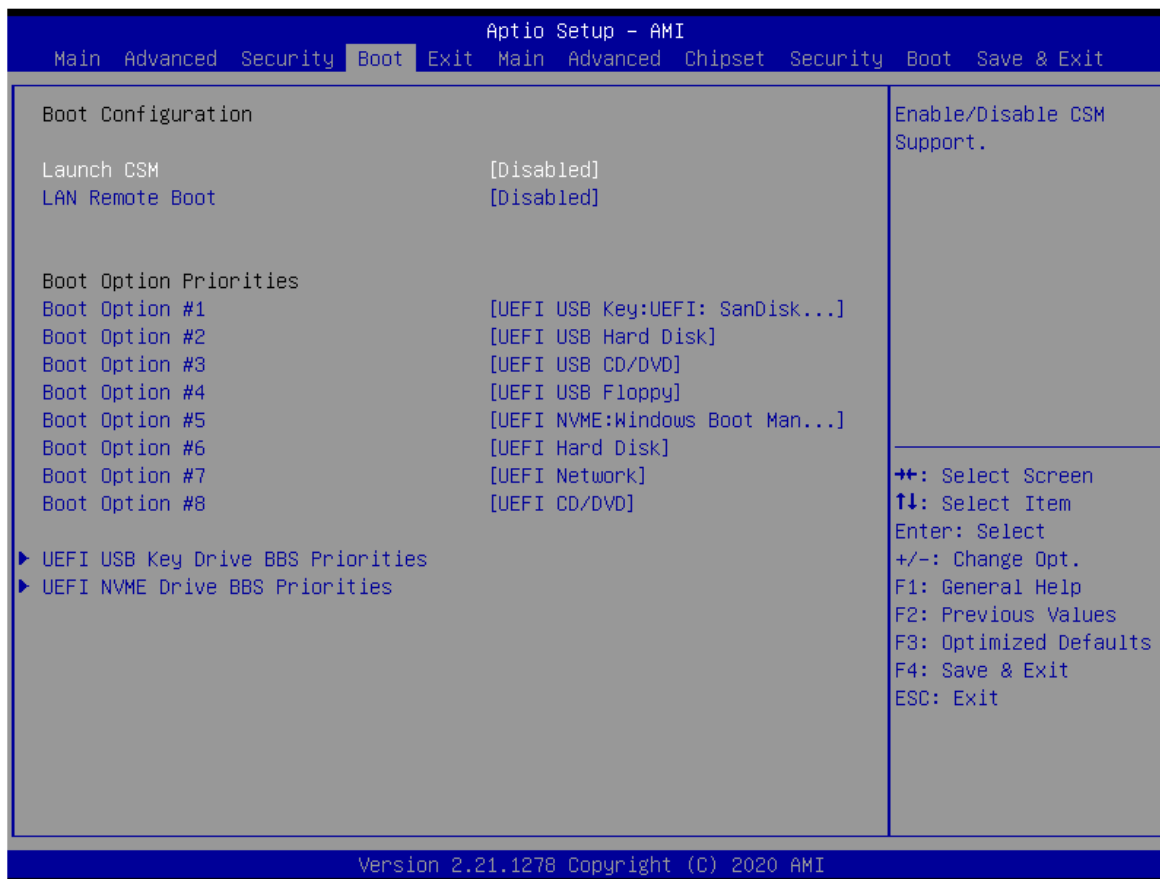 Aptio Setup – AMI
Main Advanced Security Boot Exit Main Advanced Chipset Security Boot Save & Exit
Boot Configuration
Launch CSM [Disabled]
LAN Remote Boot [Disabled]
Boot Option Priorities
Boot Option #1 [UEFI USB Key:UEFI: SanDisk...]
Boot Option #2 [UEFI USB Hard Disk]
Boot Option #3 [UEFI USB CD/DVD]
Boot Option #4 [UEFI USB Floppy]
Boot Option #5 [UEFI NVME:Windows Boot Man...]
Boot Option #6 [UEFI Hard Disk]
Boot Option #7 [UEFI Network]
Boot Option #8 [UEFI CD/DVD]
▶ UEFI USB Key Drive BBS Priorities
▶ UEFI NVME Drive BBS Priorities
Enable/Disable CSM
Support.
→←: Select Screen
↑↓: Select Item
Enter: Select
+/-: Change Opt.
F1: General Help
F2: Previous Values
F3: Optimized Defaults
F4: Save & Exit
ESC: Exit
Version 2.21.1278 Copyright (C) 2020 AMI